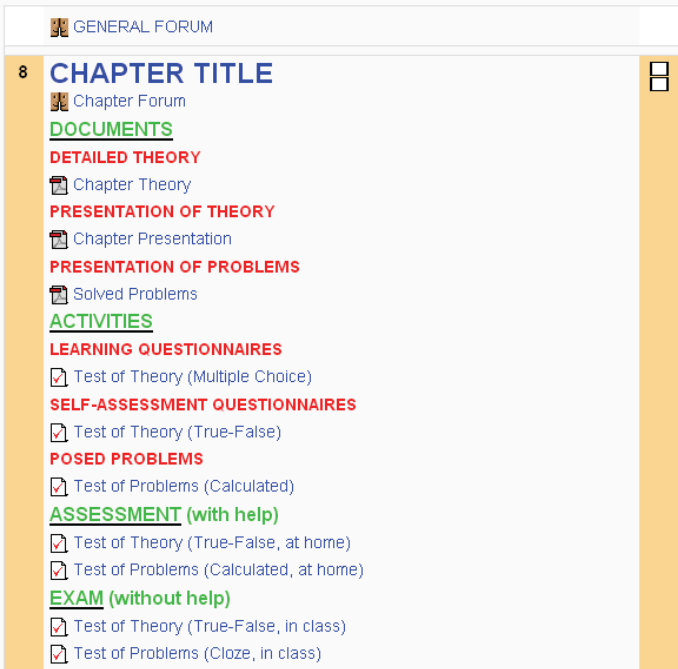 GENERAL FORUM
8 CHAPTER TITLE
Chapter Forum
DOCUMENTS
DETAILED THEORY
Chapter Theory
PRESENTATION OF THEORY
Chapter Presentation
PRESENTATION OF PROBLEMS
Solved Problems
ACTIVITIES
LEARNING QUESTIONNAIRES
Test of Theory (Multiple Choice)
SELF-ASSESSMENT QUESTIONNAIRES
Test of Theory (True-False)
POSED PROBLEMS
Test of Problems (Calculated)
ASSESSMENT (with help)
Test of Theory (True-False, at home)
Test of Problems (Calculated, at home)
EXAM (without help)
Test of Theory (True-False, in class)
Test of Problems (Cloze, in class)